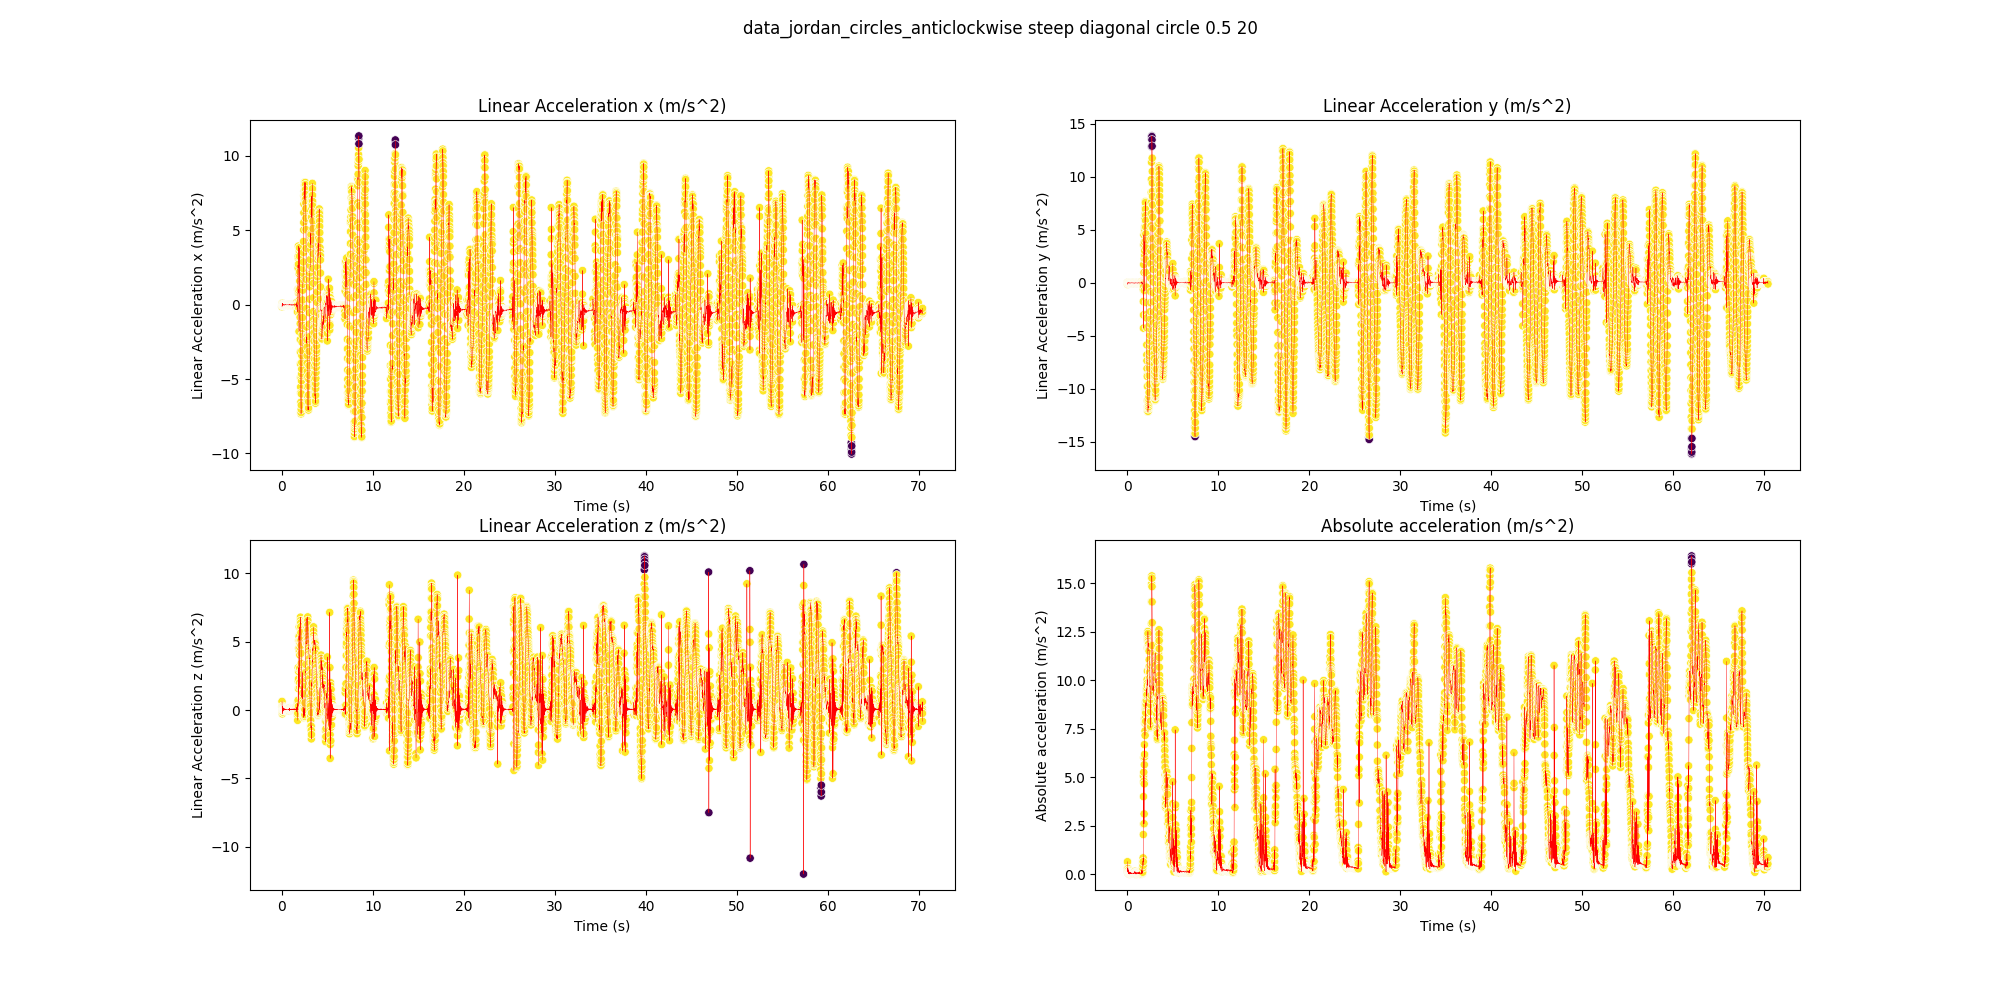 data_jordan_circles_anticlockwise steep diagonal circle 0.5 20
Linear Acceleration x (m/s^2)
Linear Acceleration x (m/s^2)
10
5
0
−5
−10
0 10 20 30 40 50 60 70
Time (s)
Linear Acceleration y (m/s^2)
Linear Acceleration y (m/s^2)
15
10
5
0
−5
−10
−15
0 10 20 30 40 50 60 70
Time (s)
Linear Acceleration z (m/s^2)
Linear Acceleration z (m/s^2)
10
5
0
−5
−10
0 10 20 30 40 50 60 70
Time (s)
Absolute acceleration (m/s^2)
Absolute acceleration (m/s^2)
15.0
12.5
10.0
7.5
5.0
2.5
0.0
0 10 20 30 40 50 60 70
Time (s)